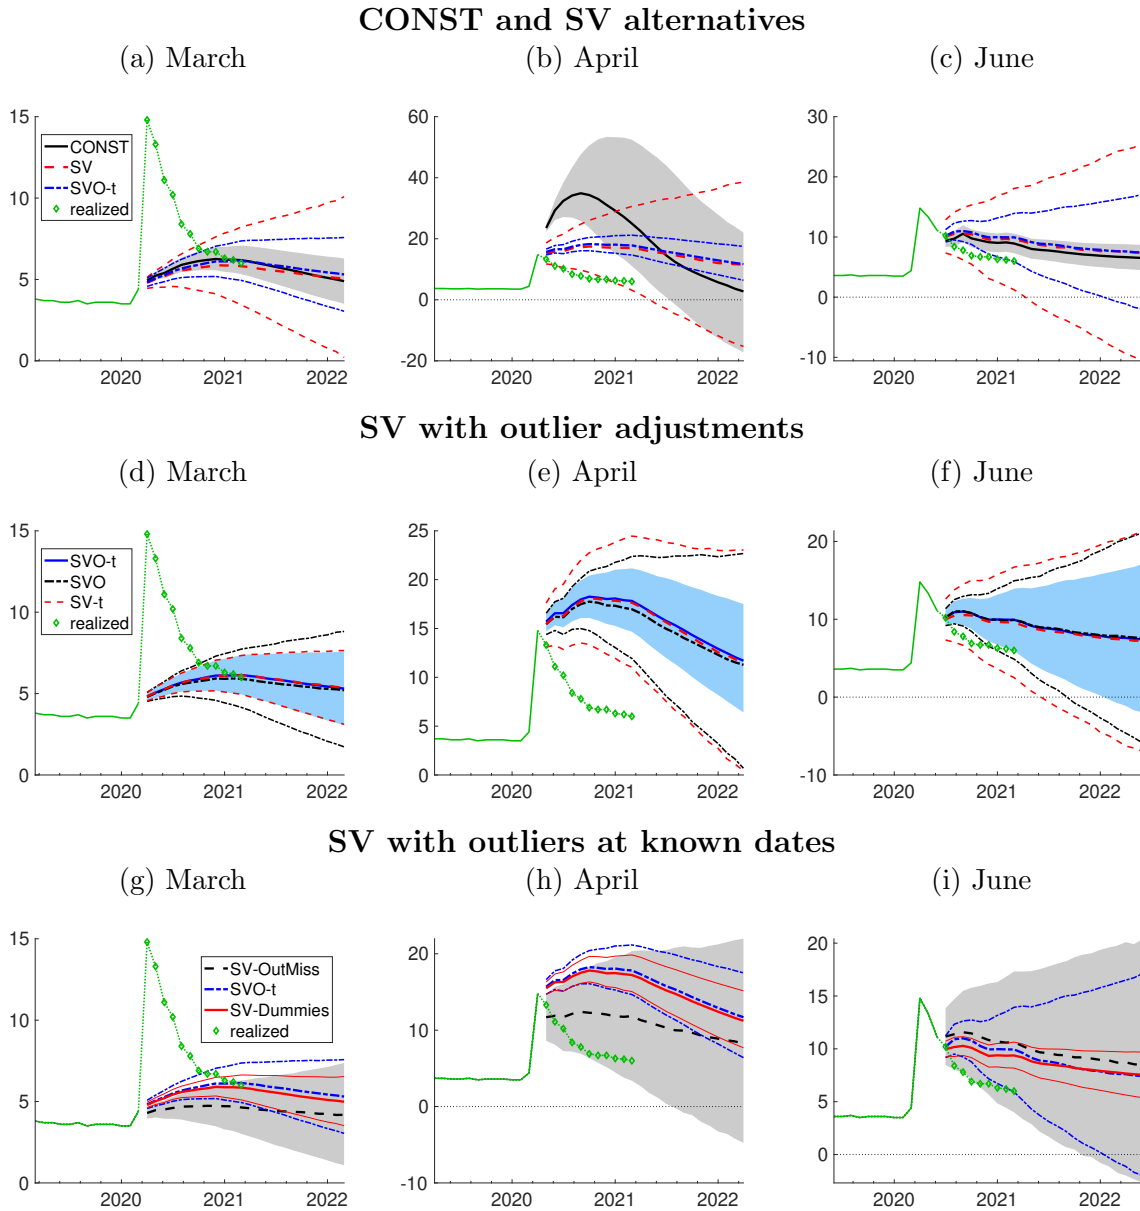 CONST and SV alternatives
(a) March
(b) April
(c) June
15
10
5
0
CONST
SV
SVO-t
realized
2020
2021
2022
60
40
20
0
-20
2020
2021
2022
30
20
10
0
-10
2020
2021
2022
SV with outlier adjustments
(d) March
(e) April
(f) June
15
10
5
0
SVO-t
SVO
SV-t
realized
2020
2021
2022
25
20
15
10
5
0
2020
2021
2022
20
10
0
-10
2020
2021
2022
SV with outliers at known dates
(g) March
(h) April
(i) June
15
10
5
0
SV-OutMiss
SVO-t
SV-Dummies
realized
2020
2021
2022
20
10
0
-10
2020
2021
2022
20
15
10
5
0
2020
2021
2022